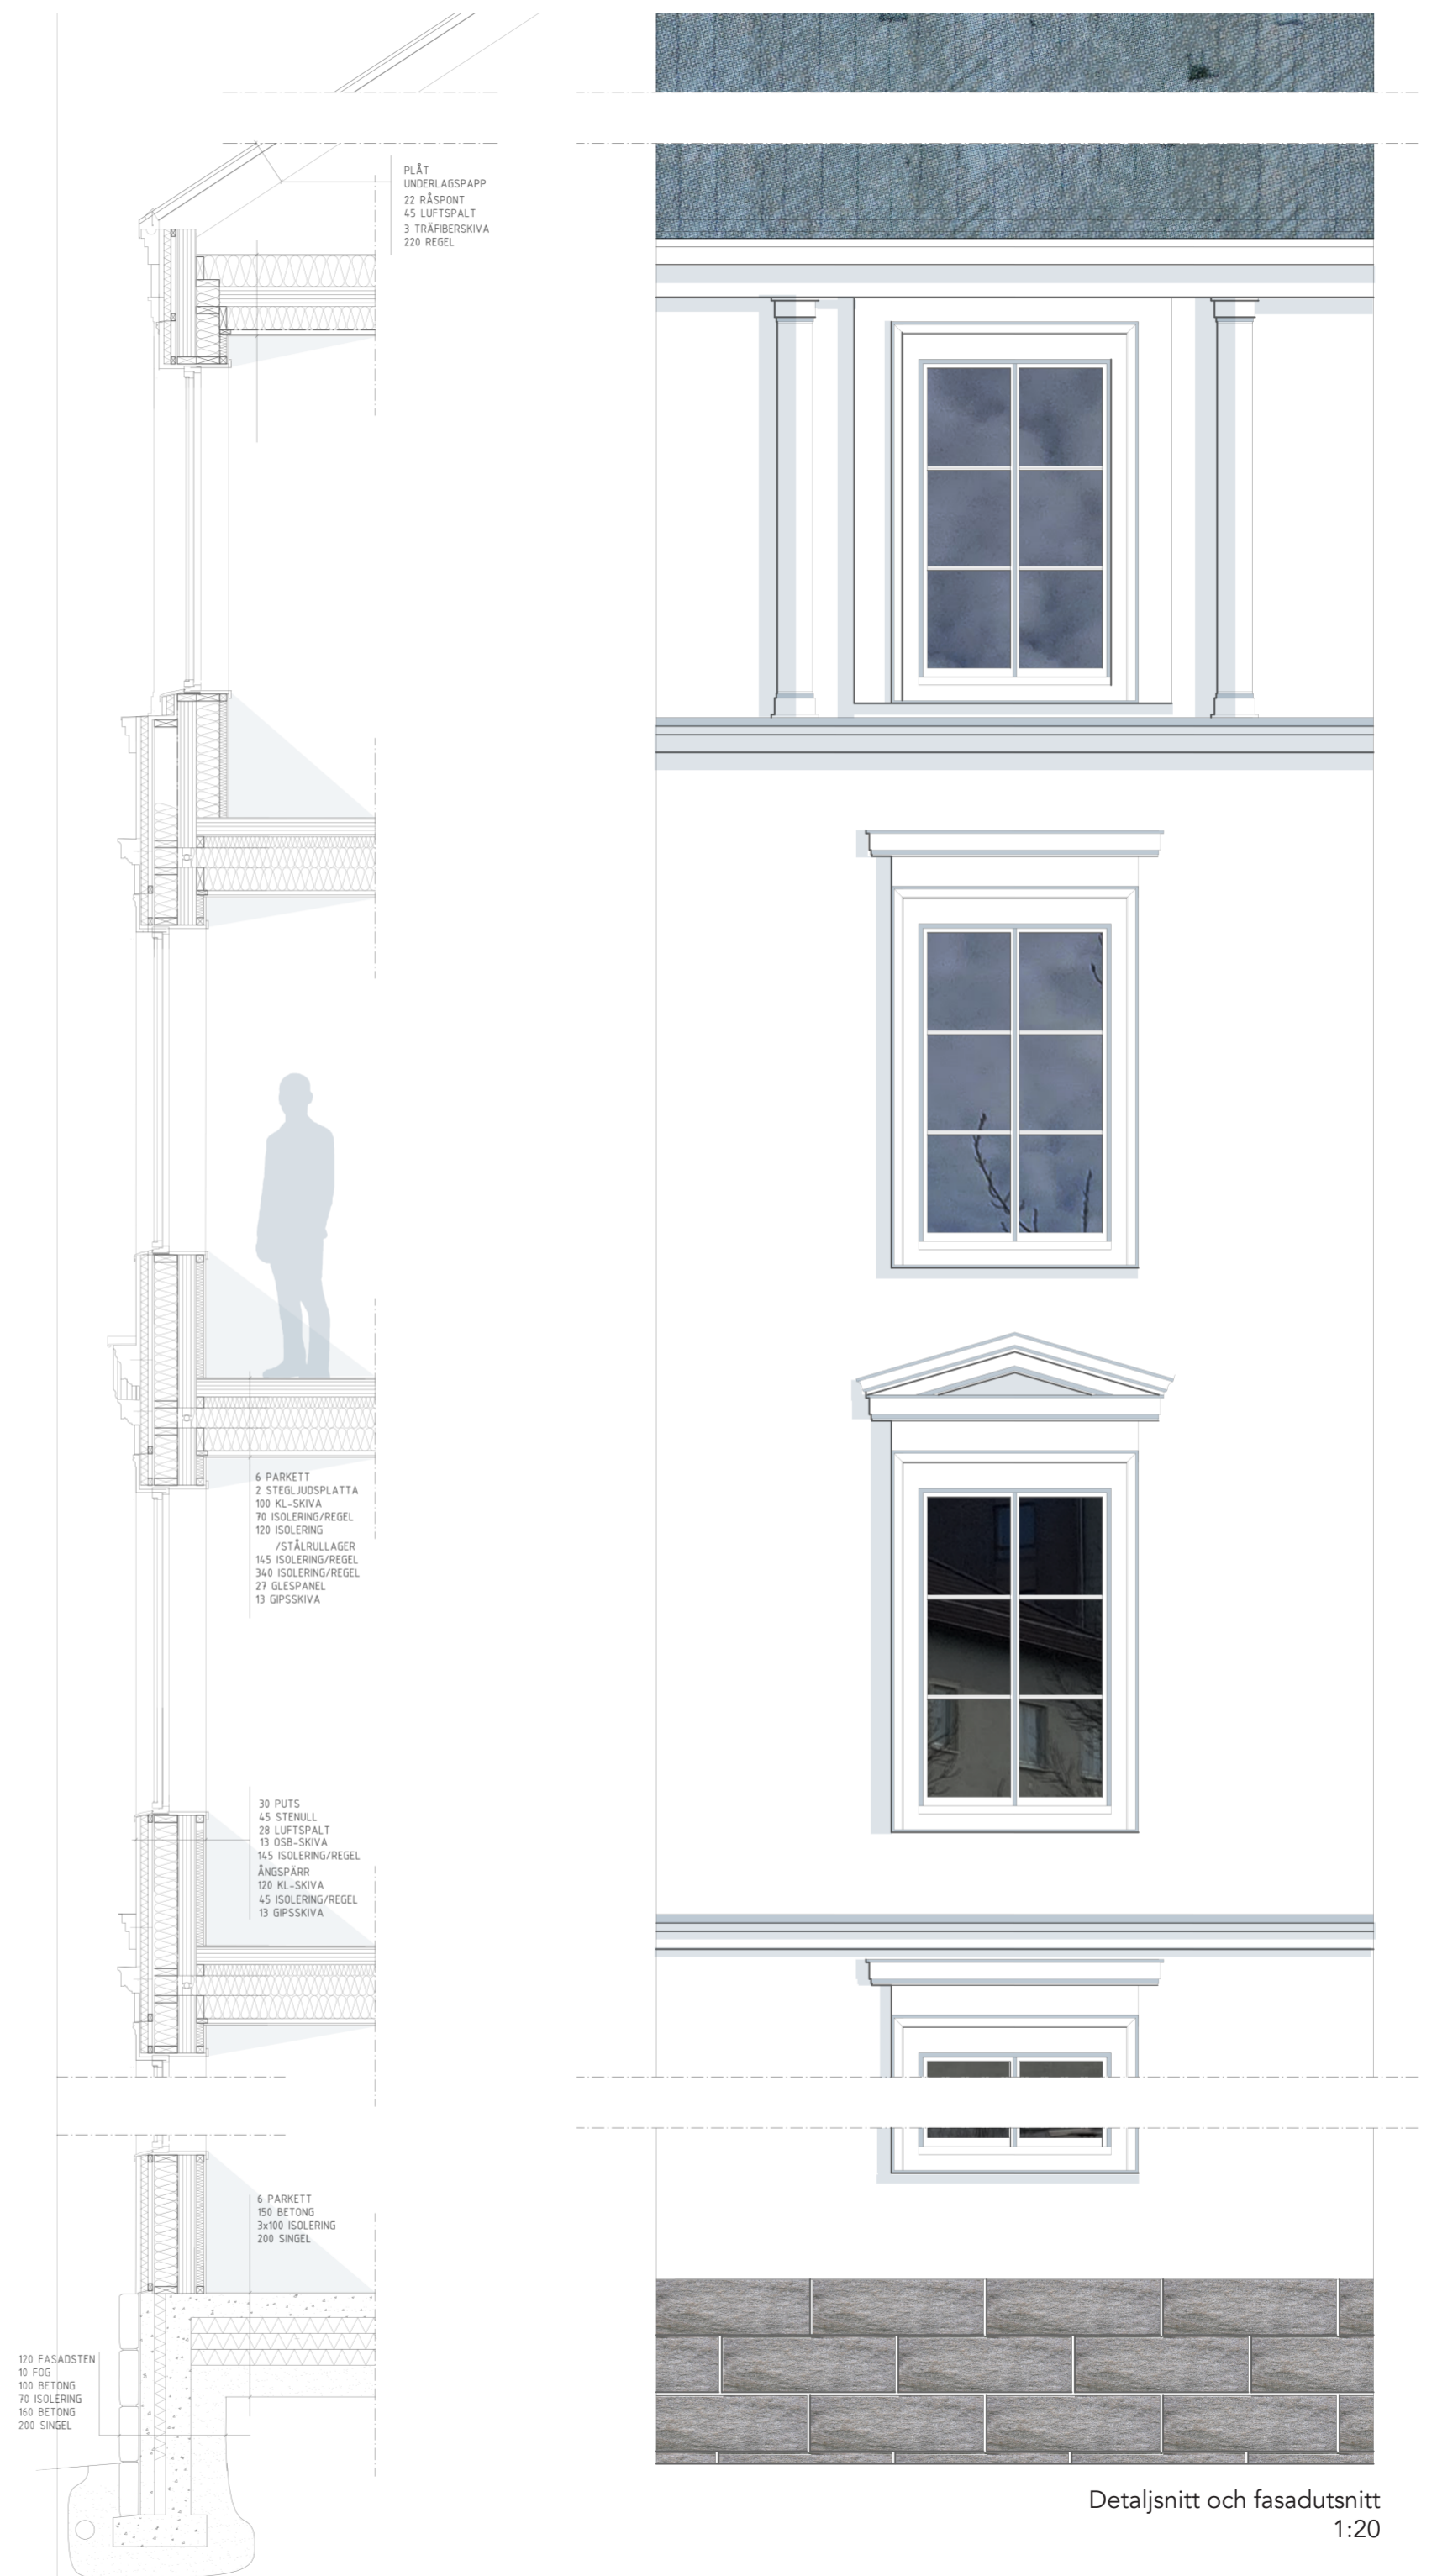 PLÅT
UNDERLAGSPAPP
22 RÅSPONT
45 LUFTSPALT
3 TRÄFIBERSKIVA
220 REGEL
6 PARKETT
2 STEGLJUDSPLATTA
100 KL-SKIVA
70 ISOLERING/REGEL
120 ISOLERING
/STÅLRULLAGER
145 ISOLERING/REGEL
340 ISOLERING/REGEL
27 GLESPANEL
13 GIPSSKIVA
30 PUTS
45 STENULL
28 LUFTSPALT
13 OSB-SKIVA
145 ISOLERING/REGEL
ÅNGSPÄRR
120 KL-SKIVA
45 ISOLERING/REGEL
13 GIPSSKIVA
6 PARKETT
150 BETONG
3x100 ISOLERING
200 SINGEL
120 FASADSTEN
10 FOG
100 BETONG
70 ISOLERING
160 BETONG
200 SINGEL
Detaljsnitt och fasadutsnitt
1:20